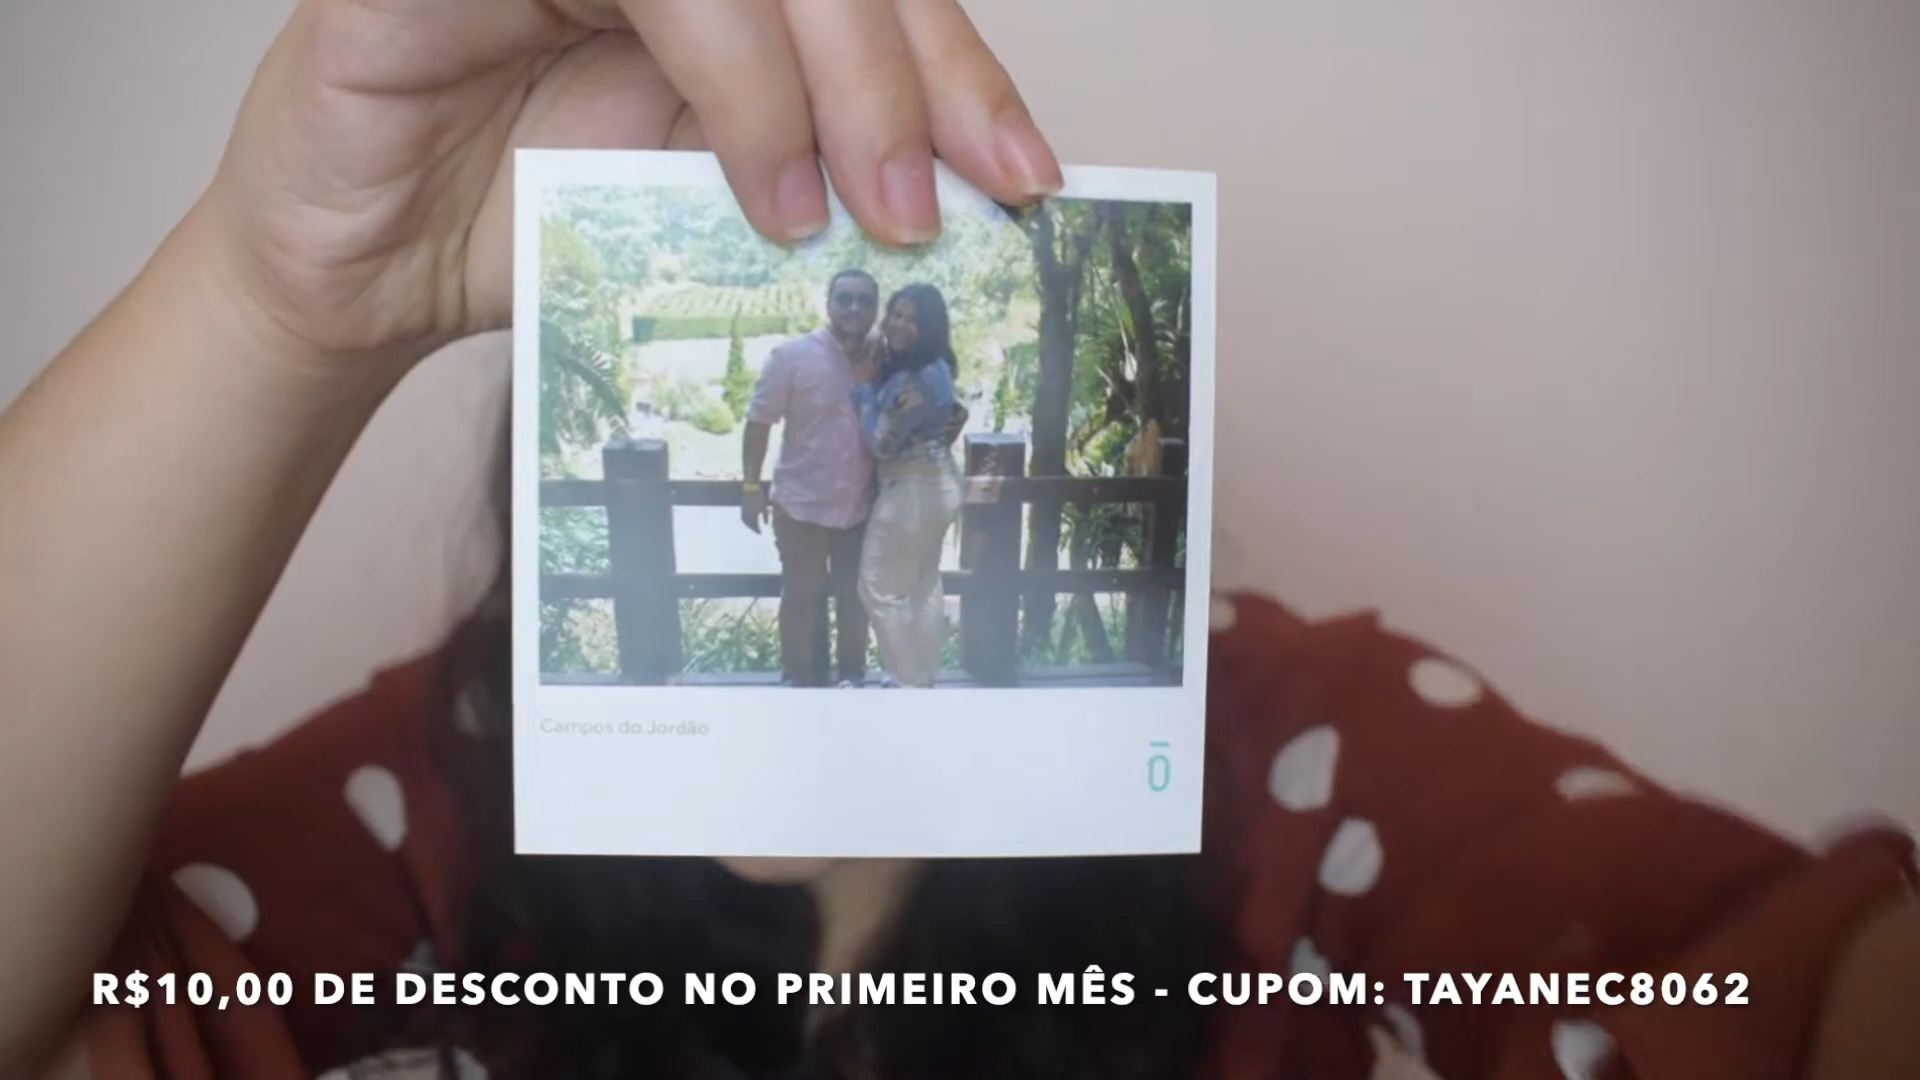 Campos do Jordão
R$10,00 DE DESCONTO NO PRIMEIRO MÊS - CUPOM: TAYANEC8062